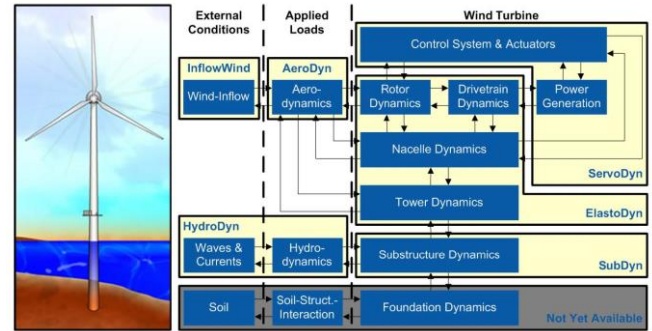 External
Conditions
Applied
Loads
Wind Turbine
Control System & Actuators
InflowWind
AeroDyn
Wind-Inflow
Aero-
dynamics
Rotor
Dynamics
Drivetrain
Dynamics
Power
Generation
Nacelle Dynamics
ServoDyn
Tower Dynamics
ElastoDyn
HydroDyn
Waves &
Currents
Hydro-
dynamics
Substructure Dynamics
SubDyn
Soil
Soil-Struct.-
Interaction
Foundation Dynamics
Not Yet Available